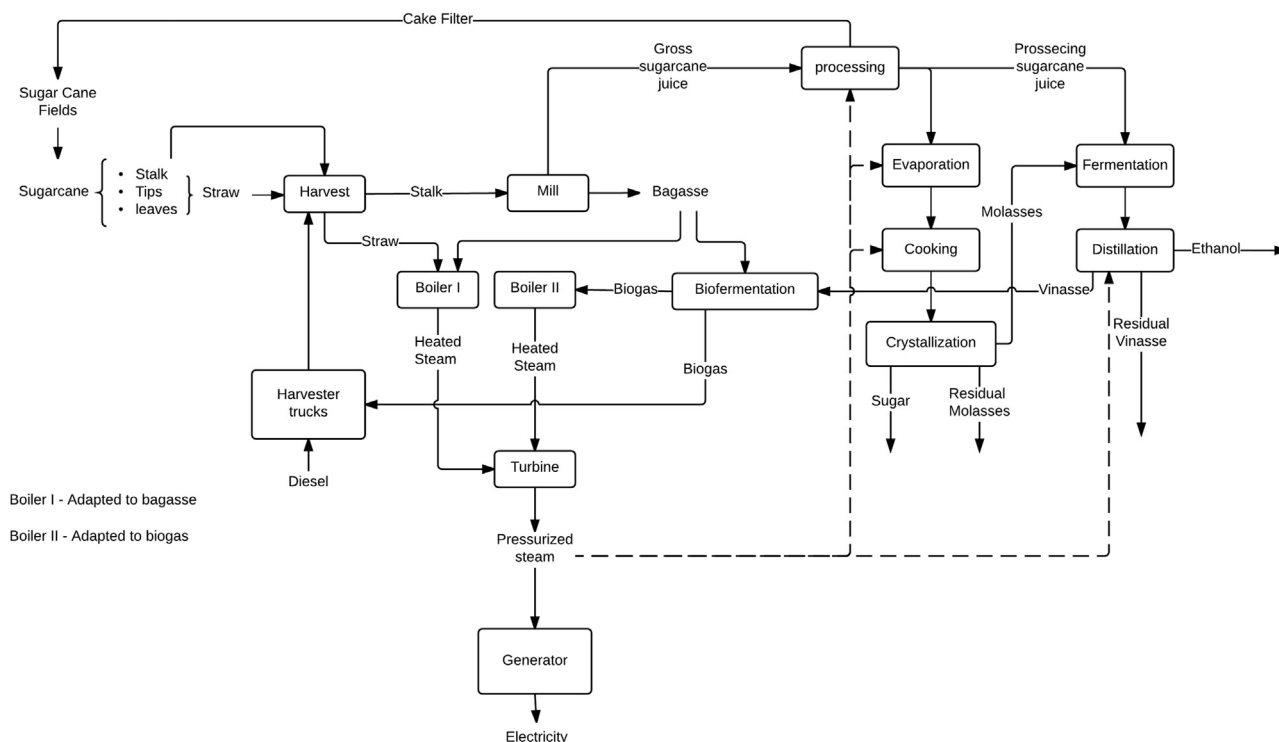 Cake Filter
Gross
sugarcane
juice
processing
Prossecing
sugarcane
juice
Sugar Cane
Fields
Sugarcane
• Stalk
• Tips
• leaves
Straw
Harvest
Stalk
Mill
Bagasse
Evaporation
Fermentation
Molasses
Straw
Cooking
Distillation
Ethanol
Boiler I
Boiler II
Biogas
Biofermentation
Vinasse
Heated
Steam
Heated
Steam
Biogas
Crystallization
Residual
Vinasse
Harvester
trucks
Sugar
Residual
Molasses
Diesel
Turbine
Boiler I - Adapted to bagasse
Boiler II - Adapted to biogas
Pressurized
steam
Generator
Electricity